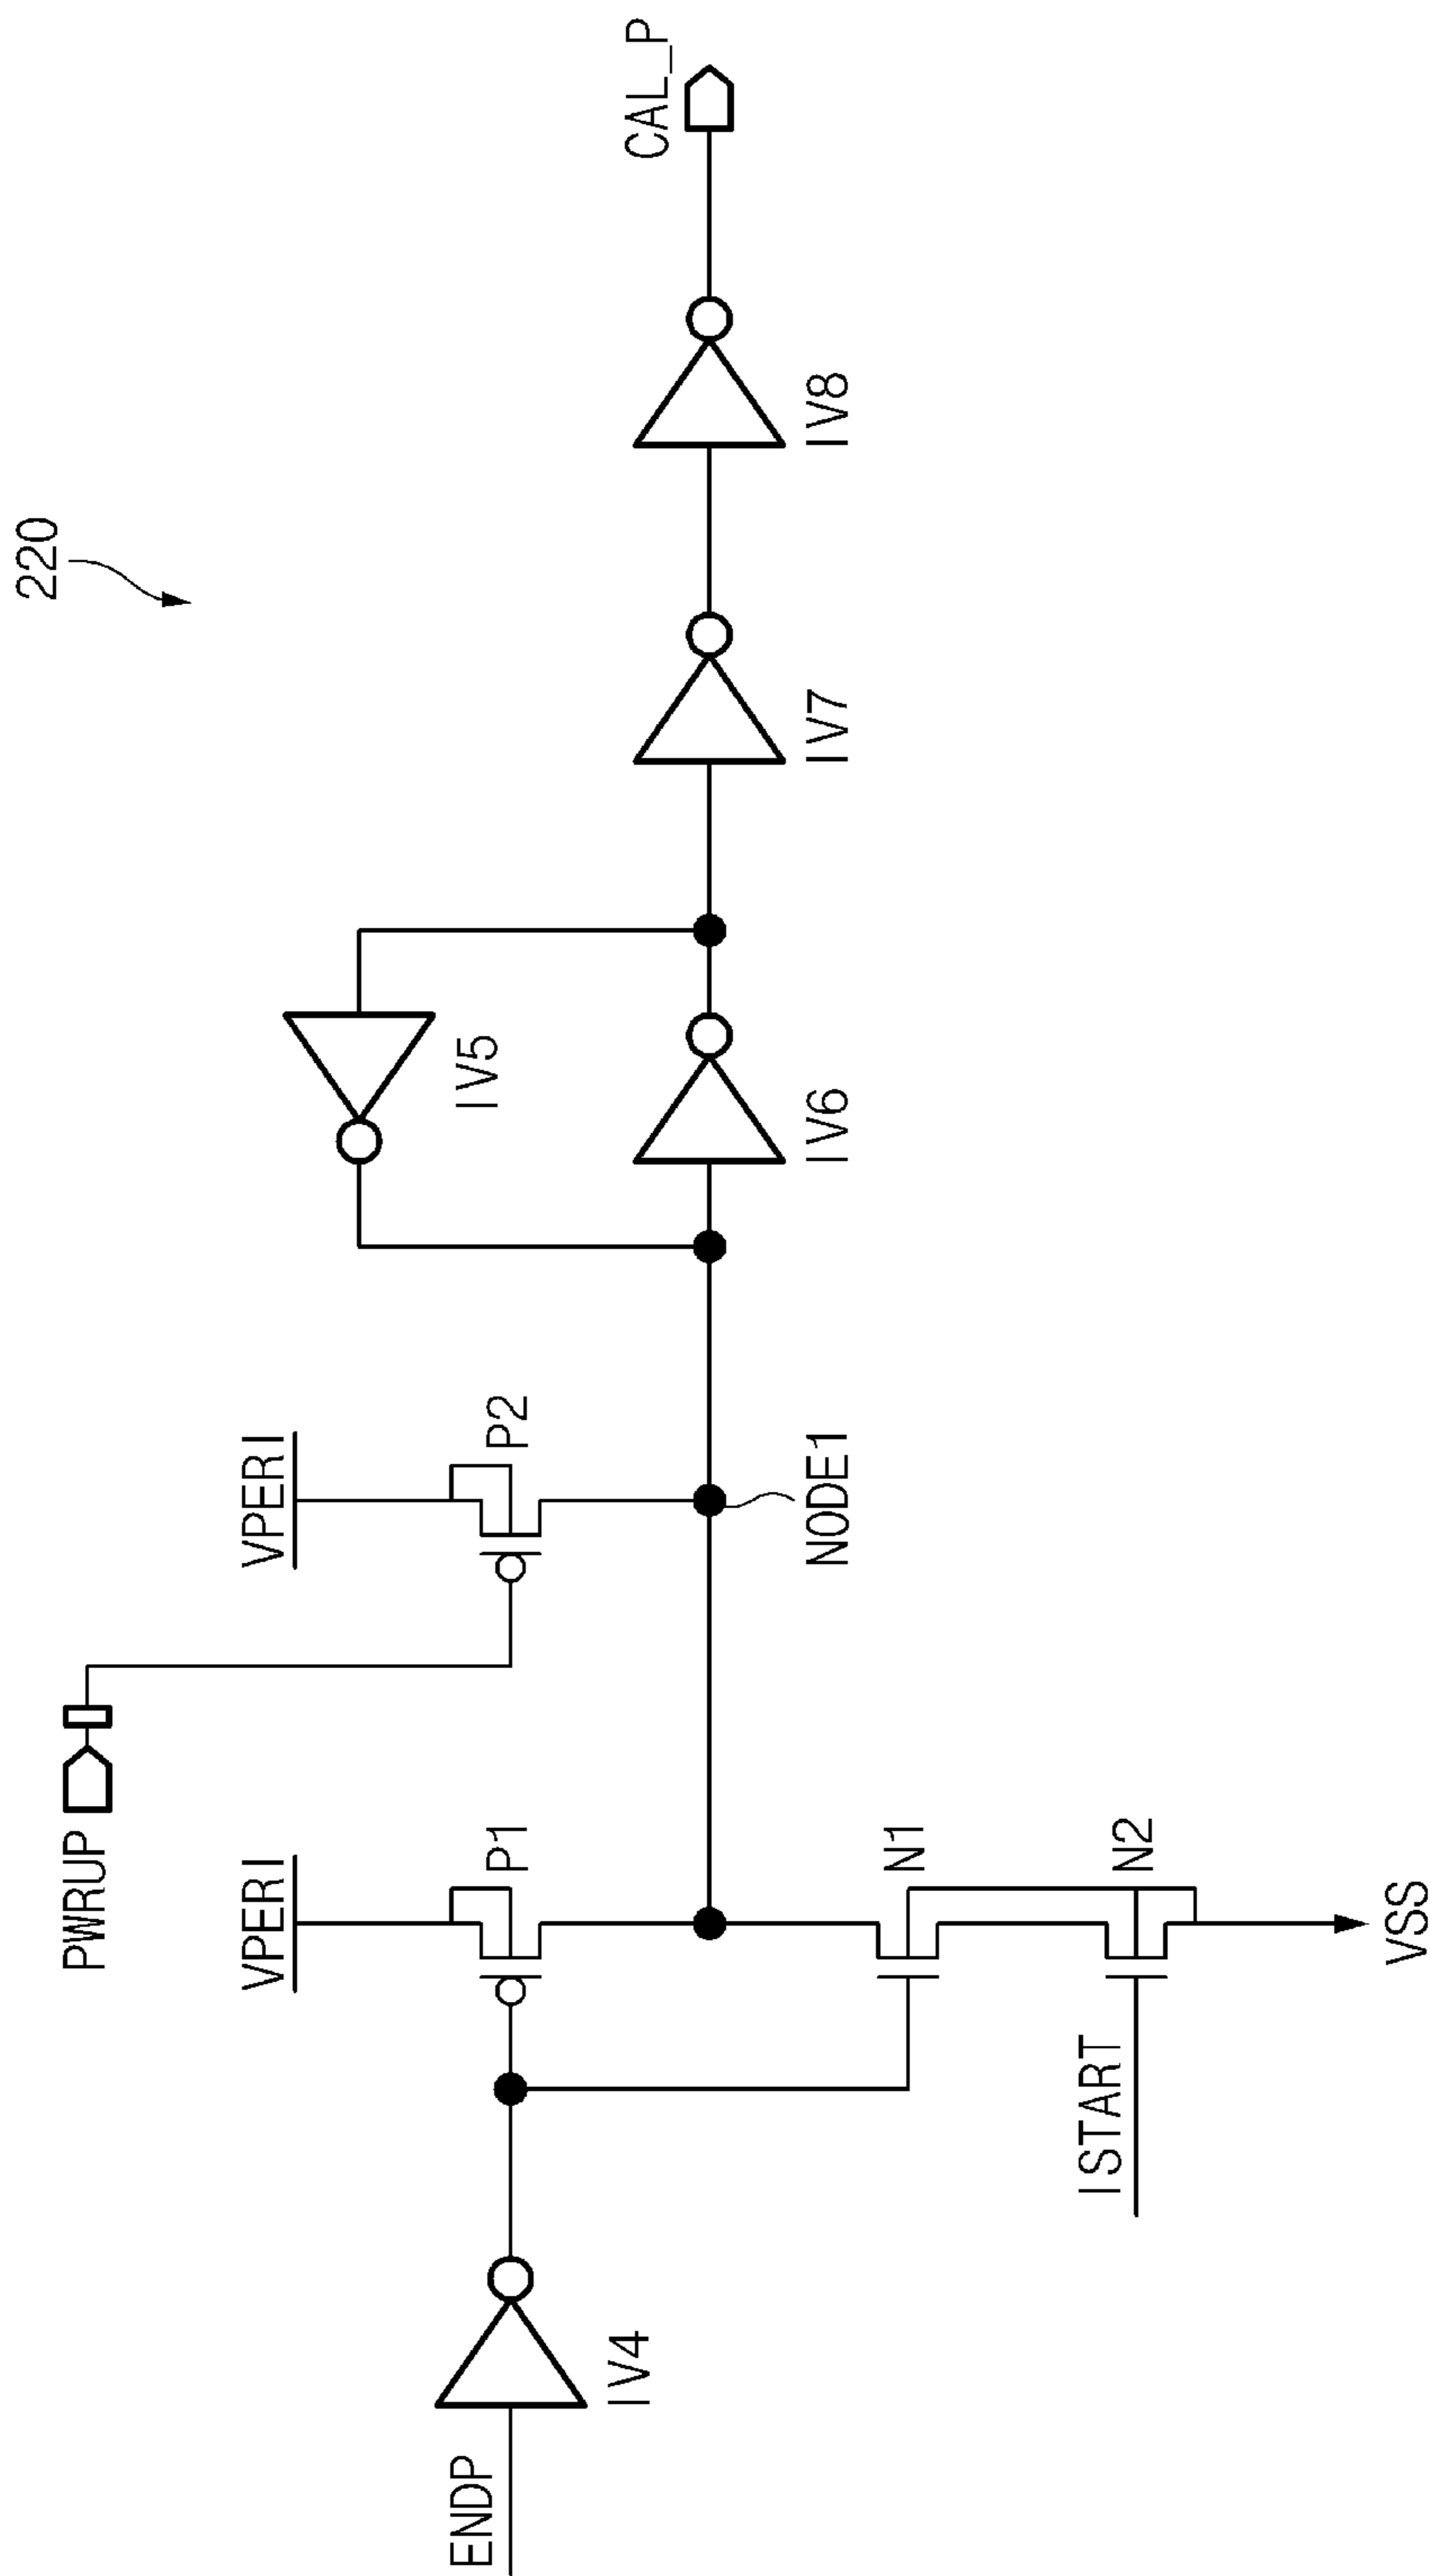 220
PWRUP
VPERI
VPERI
P1
P2
IV5
ENDP
IV4
NODE1
IV6
IV7
IV8
CAL_P
N1
ISTART
N2
VSS